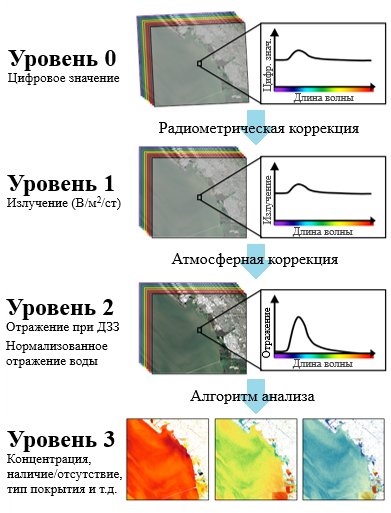 Уровень 0
Цифровое значение
Цифр. знач.
Длина волны
Радиометрическая коррекция
Уровень 1
Излучение (В/м²/ст)
Излучение
Длина волны
Атмосферная коррекция
Уровень 2
Отражение при ДЗЗ
Нормализованное
отражение воды
Отражение
Длина волны
Алгоритм анализа
Уровень 3
Концентрация,
наличие/отсутствие,
тип покрытия и т.д.